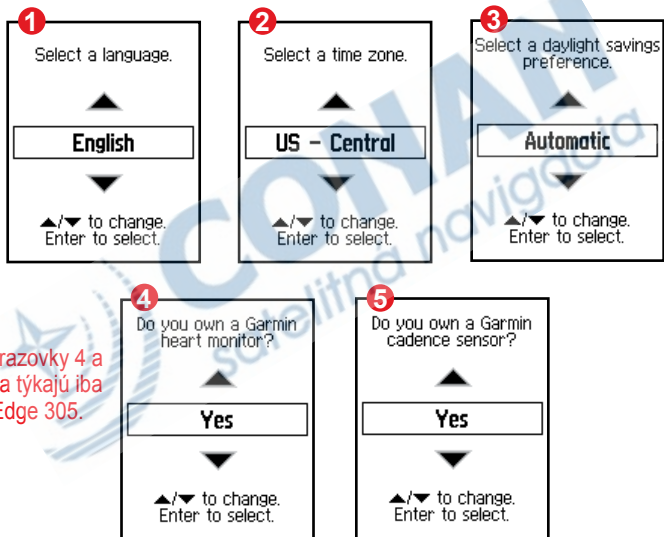 1
Select a language.
English
▲/▼ to change.
Enter to select.
2
Select a time zone.
US - Central
▲/▼ to change.
Enter to select.
3
Select a daylight savings
preference.
Automatic
▲/▼ to change.
Enter to select.
4
Do you own a Garmin
heart monitor?
Yes
▲/▼ to change.
Enter to select.
5
Do you own a Garmin
cadence sensor?
Yes
▲/▼ to change.
Enter to select.
razovky 4 a
a týkajú iba
Edge 305.
CONAN
satelitná navigácia